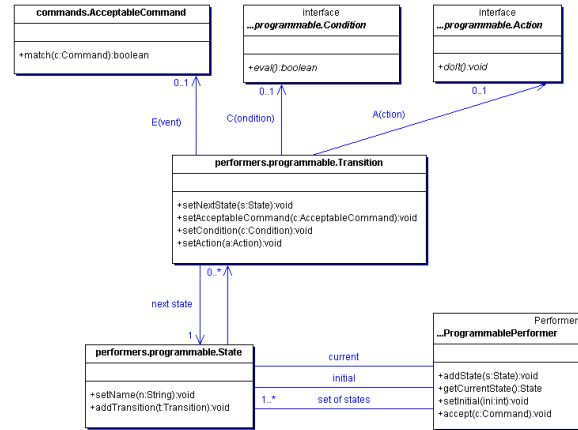 commands.AcceptableCommand
+match(c:Command):boolean
interface
...programmable.Condition
+eval():boolean
interface
...programmable.Action
+doIt():void
0..1
0..1
0..1
E(vent)
C(ondition)
A(ction)
performers.programmable.Transition
+setNextState(s:State):void
+setAcceptableCommand(c:AcceptableCommand):void
+setCondition(c:Condition):void
+setAction(a:Action):void
0..*
next state
1
performers.programmable.State
+setName(n:String):void
+addTransition(t:Transition):void
current
initial
1..*
set of states
Performer
...ProgrammablePerformer
+addState(s:State):void
+getCurrentState():State
+setInitial(ini:int):void
+accept(c:Command):void